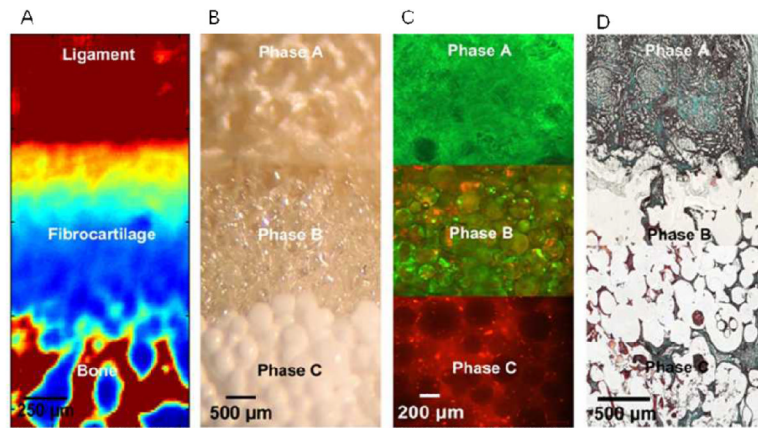 A
B
C
D
Ligament
Fibrocartilage
Bone
250 µm
Phase A
Phase B
Phase C
500 µm
Phase A
Phase B
Phase C
200 µm
Phase A
Phase B
Phase C
500 µm